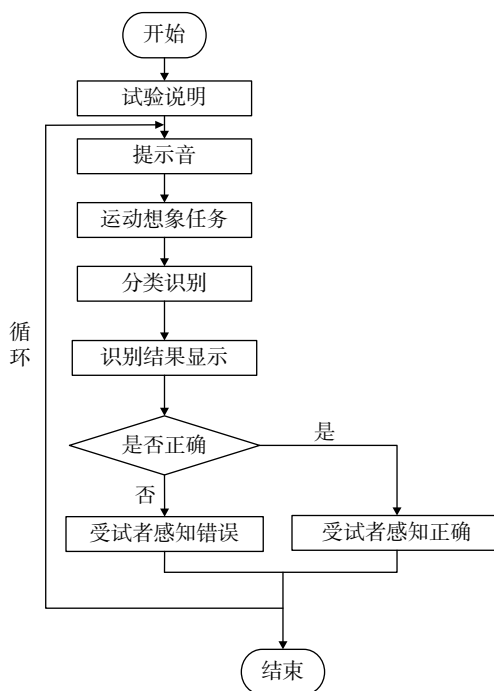 开始
试验说明
提示音
运动想象任务
分类识别
循
环
识别结果显示
是否正确
是
否
受试者感知错误
受试者感知正确
结束